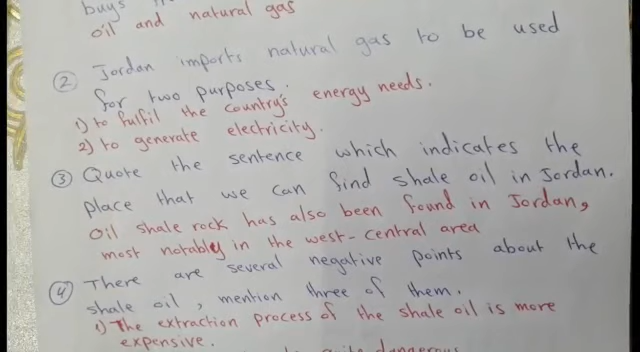 buys
oil and natural gas
② Jordan imports natural gas to be used
for two purposes.
1) to fulfil the country's energy needs.
2) to generate electricity.
③ Quote the sentence which indicates the
place that we can find shale oil in Jordan.
Oil shale rock has also been found in Jordan,
most notably in the west-central area
④ There are several negative points about the
shale oil, mention three of them.
1) The extraction process of the shale oil is more
expensive.
quite dangerous